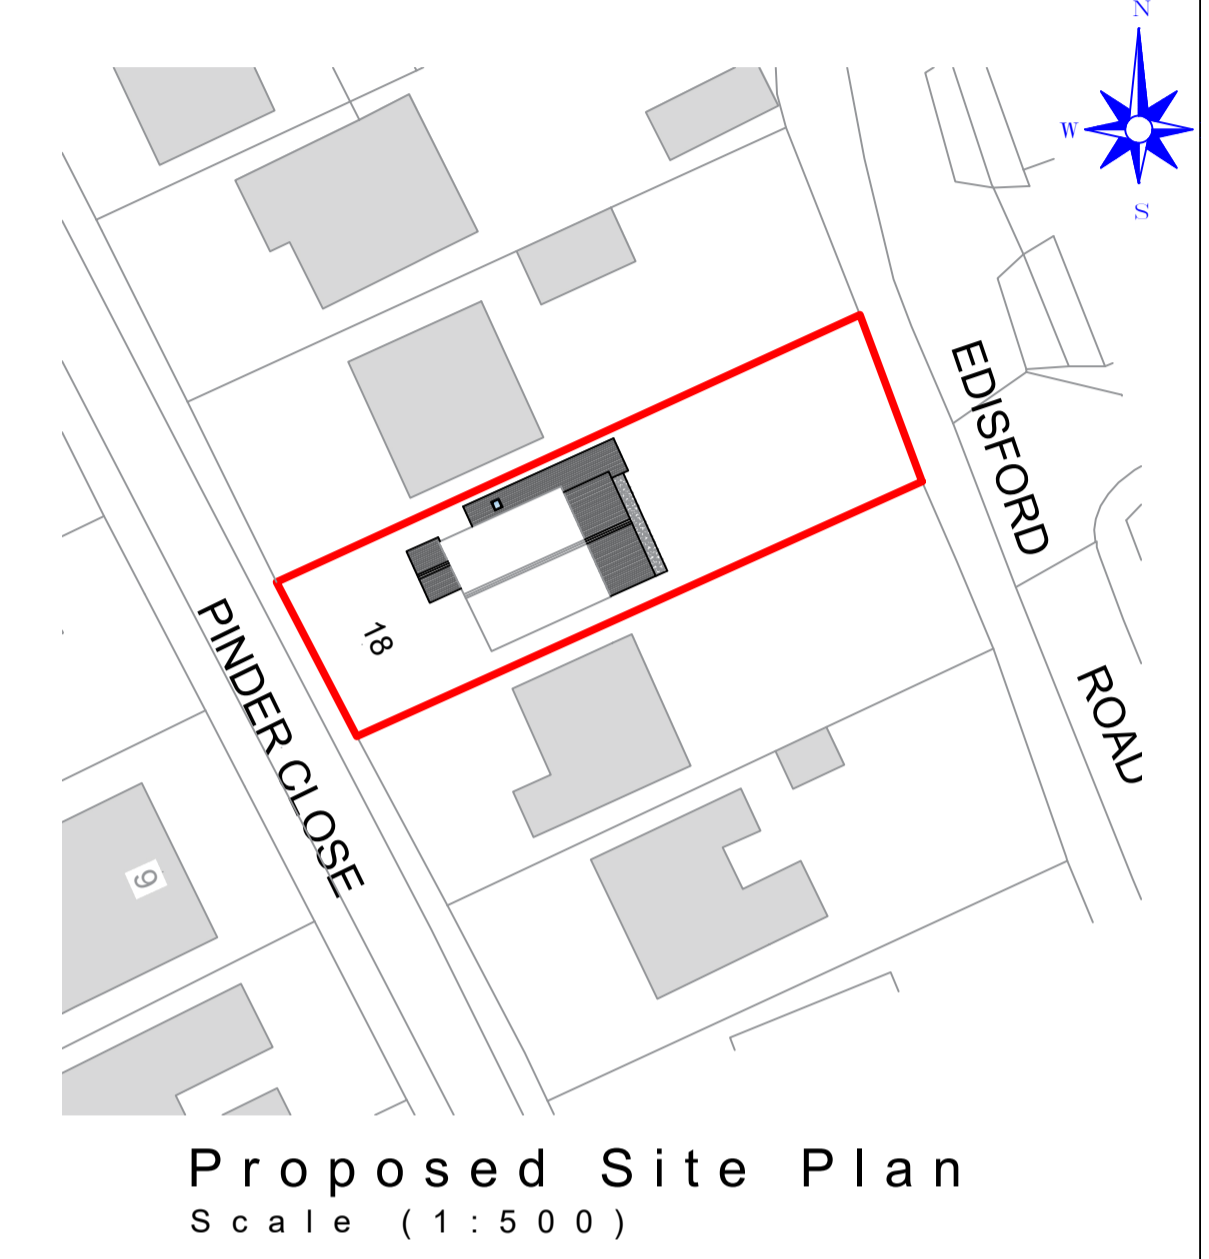 N
W
S
EDISFORD
ROAD
18
PINDER CLOSE
9
Proposed Site Plan
Scale (1:500)